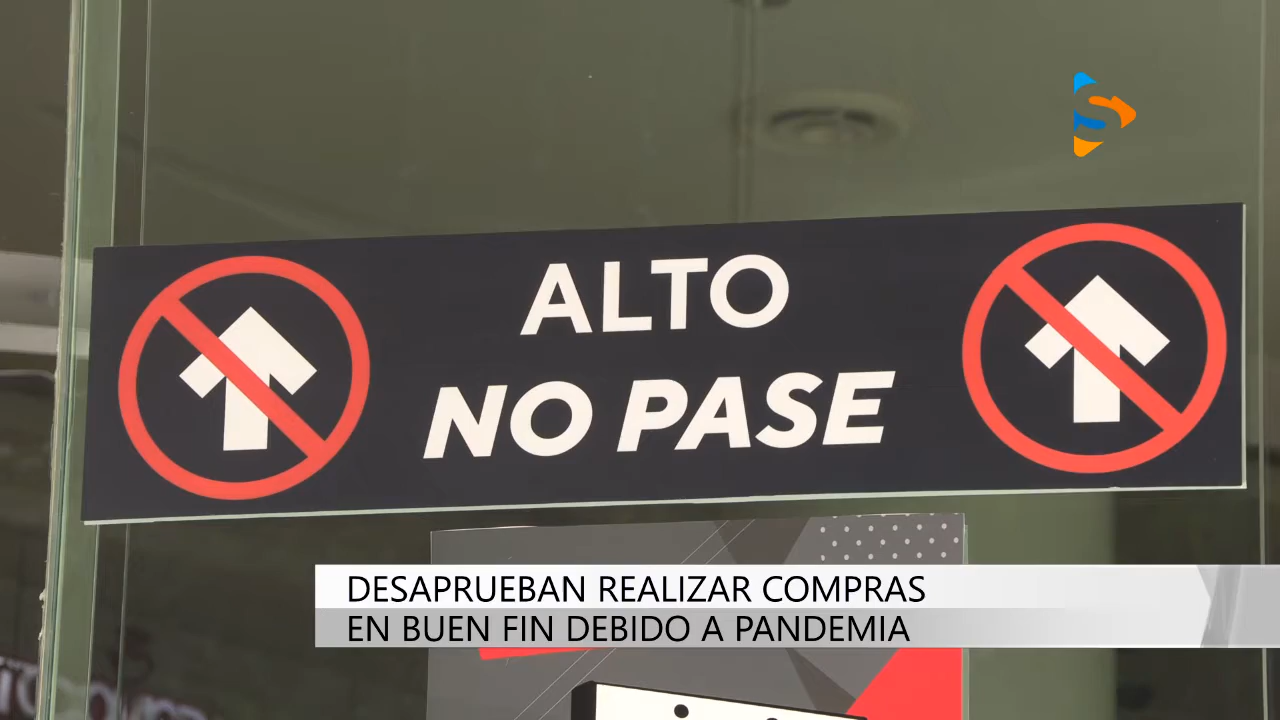 ALTO
NO PASE
DESAPRUEBAN REALIZAR COMPRAS
EN BUEN FIN DEBIDO A PANDEMIA